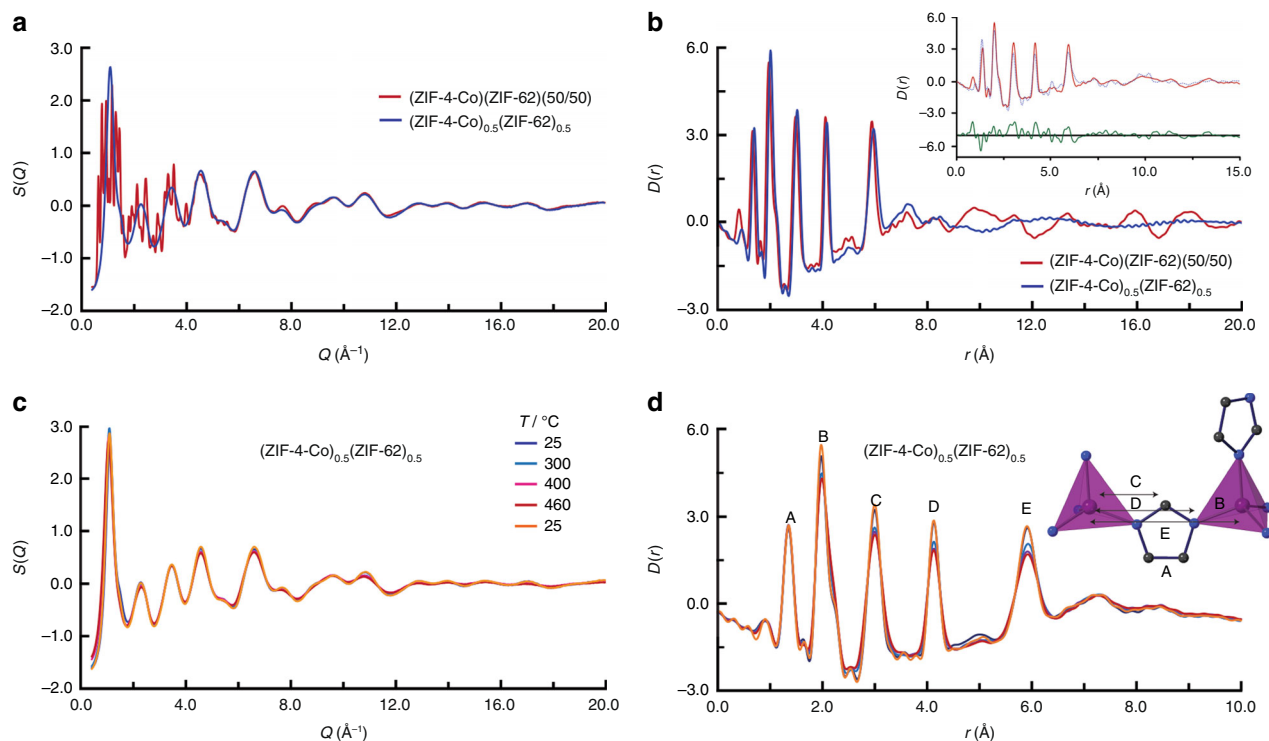 a
3.0
2.0
1.0
0.0
–1.0
–2.0
S(Q)
(ZIF-4-Co)(ZIF-62)(50/50)
(ZIF-4-Co)0.5(ZIF-62)0.5
0.0 4.0 8.0 12.0 16.0 20.0
Q (Å–1)
b
6.0
3.0
0.0
–3.0
D(r)
6.0
3.0
0.0
–3.0
–6.0
D(r)
0.0 5.0 10.0 15.0
r (Å)
(ZIF-4-Co)(ZIF-62)(50/50)
(ZIF-4-Co)0.5(ZIF-62)0.5
0.0 4.0 8.0 12.0 16.0 20.0
r (Å)
c
3.0
2.0
1.0
0.0
–1.0
–2.0
S(Q)
(ZIF-4-Co)0.5(ZIF-62)0.5
T / °C
25
300
400
460
25
0.0 4.0 8.0 12.0 16.0 20.0
Q (Å–1)
d
6.0
3.0
0.0
–3.0
D(r)
(ZIF-4-Co)0.5(ZIF-62)0.5
A
B
C
D
E
C
D
B
E
A
0.0 2.0 4.0 6.0 8.0 10.0
r (Å)